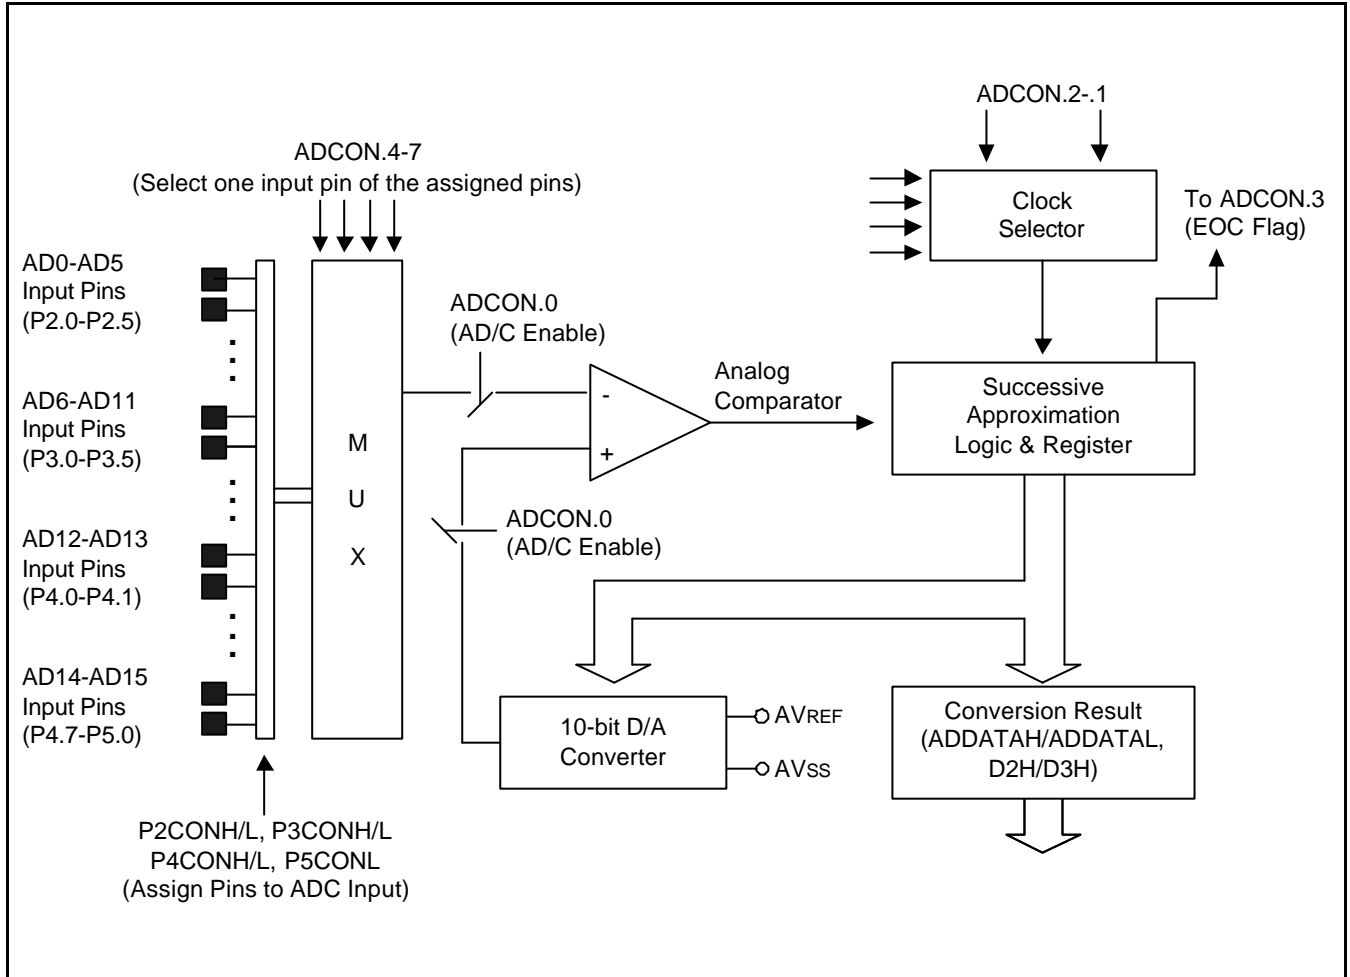 ADCON.2-.1
ADCON.4-7
(Select one input pin of the assigned pins)
Clock
Selector
To ADCON.3
(EOC Flag)
AD0-AD5
Input Pins
(P2.0-P2.5)
ADCON.0
(AD/C Enable)
Analog
Comparator
Successive
Approximation
Logic & Register
AD6-AD11
Input Pins
(P3.0-P3.5)
M
U
X
-
+
ADCON.0
(AD/C Enable)
AD12-AD13
Input Pins
(P4.0-P4.1)
AD14-AD15
Input Pins
(P4.7-P5.0)
10-bit D/A
Converter
AVREF
AVSS
Conversion Result
(ADDATAH/ADDATAL,
D2H/D3H)
P2CONH/L, P3CONH/L
P4CONH/L, P5CONL
(Assign Pins to ADC Input)